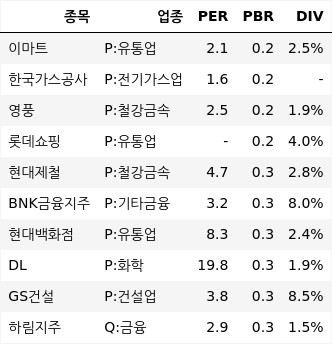 종목 업종 PER PBR DIV
이마트 P:유통업 2.1 0.2 2.5%
한국가스공사 P:전기가스업 1.6 0.2 -
영풍 P:철강금속 2.5 0.2 1.9%
롯데쇼핑 P:유통업 - 0.2 4.0%
현대제철 P:철강금속 4.7 0.3 2.8%
BNK금융지주 P:기타금융 3.2 0.3 8.0%
현대백화점 P:유통업 8.3 0.3 2.4%
DL P:화학 19.8 0.3 1.9%
GS건설 P:건설업 3.8 0.3 8.5%
하림지주 Q:금융 2.9 0.3 1.5%